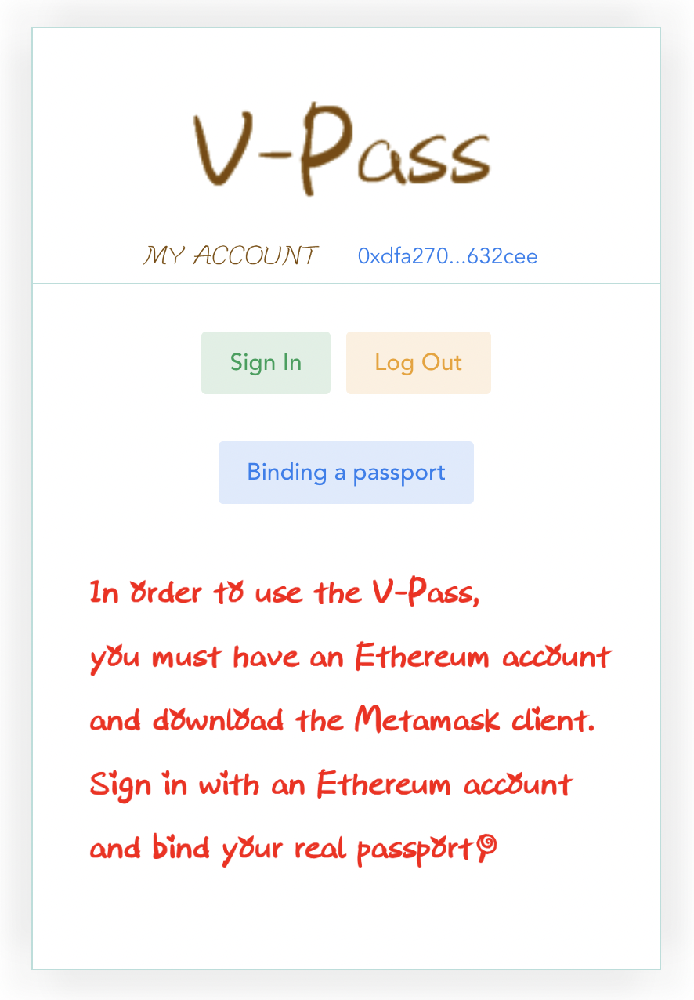 V-Pass
MY ACCOUNT 0xdfa270...632cee
Sign In Log Out
Binding a passport
In order to use the V-Pass,
you must have an Ethereum account
and download the Metamask client.
Sign in with an Ethereum account
and bind your real passport